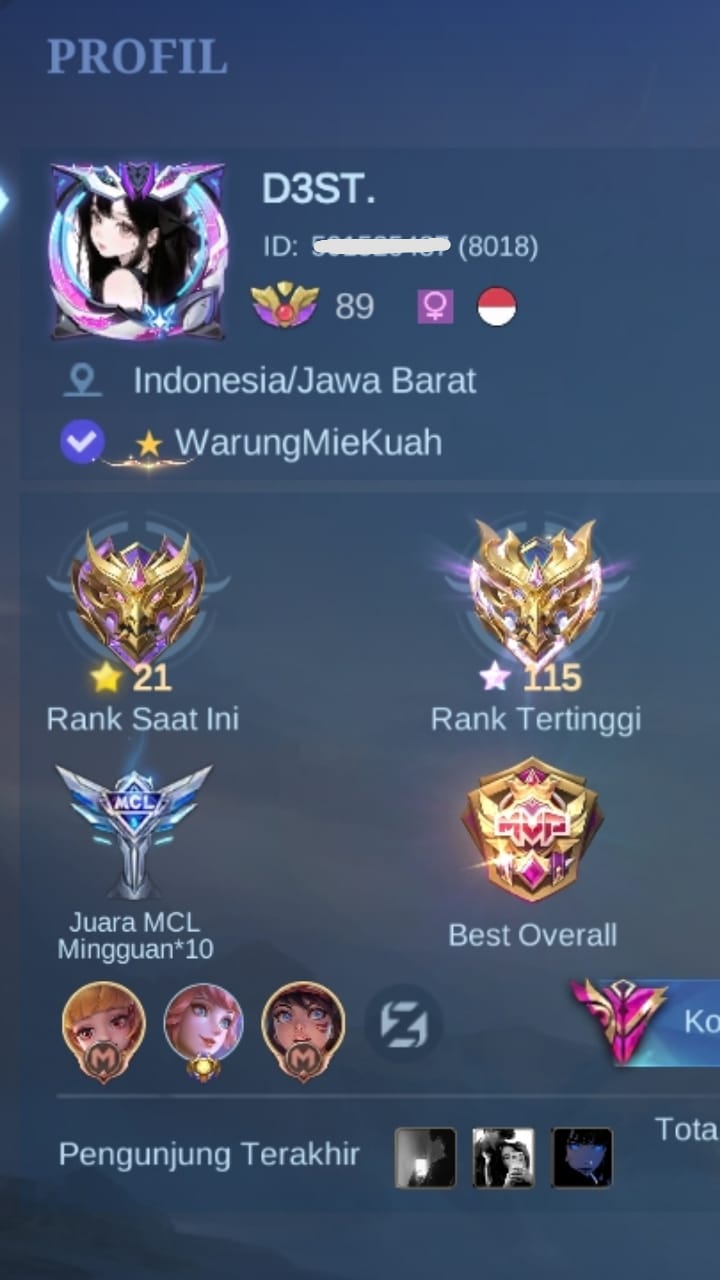 PROFIL
D3ST.
ID: (8018)
89
Indonesia/Jawa Barat
WarungMieKuah
21
115
Rank Saat Ini
Rank Tertinggi
MCL
MVP
Juara MCL
Mingguan*10
Best Overall
M
M
Ko
Tota
Pengunjung Terakhir